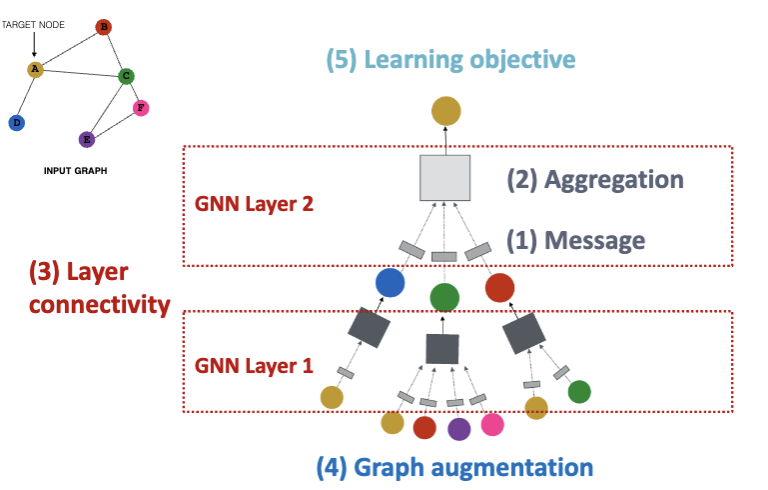 TARGET NODE
B
A
C
F
D
E
INPUT GRAPH
(5) Learning objective
GNN Layer 2
(2) Aggregation
(1) Message
(3) Layer
connectivity
GNN Layer 1
(4) Graph augmentation